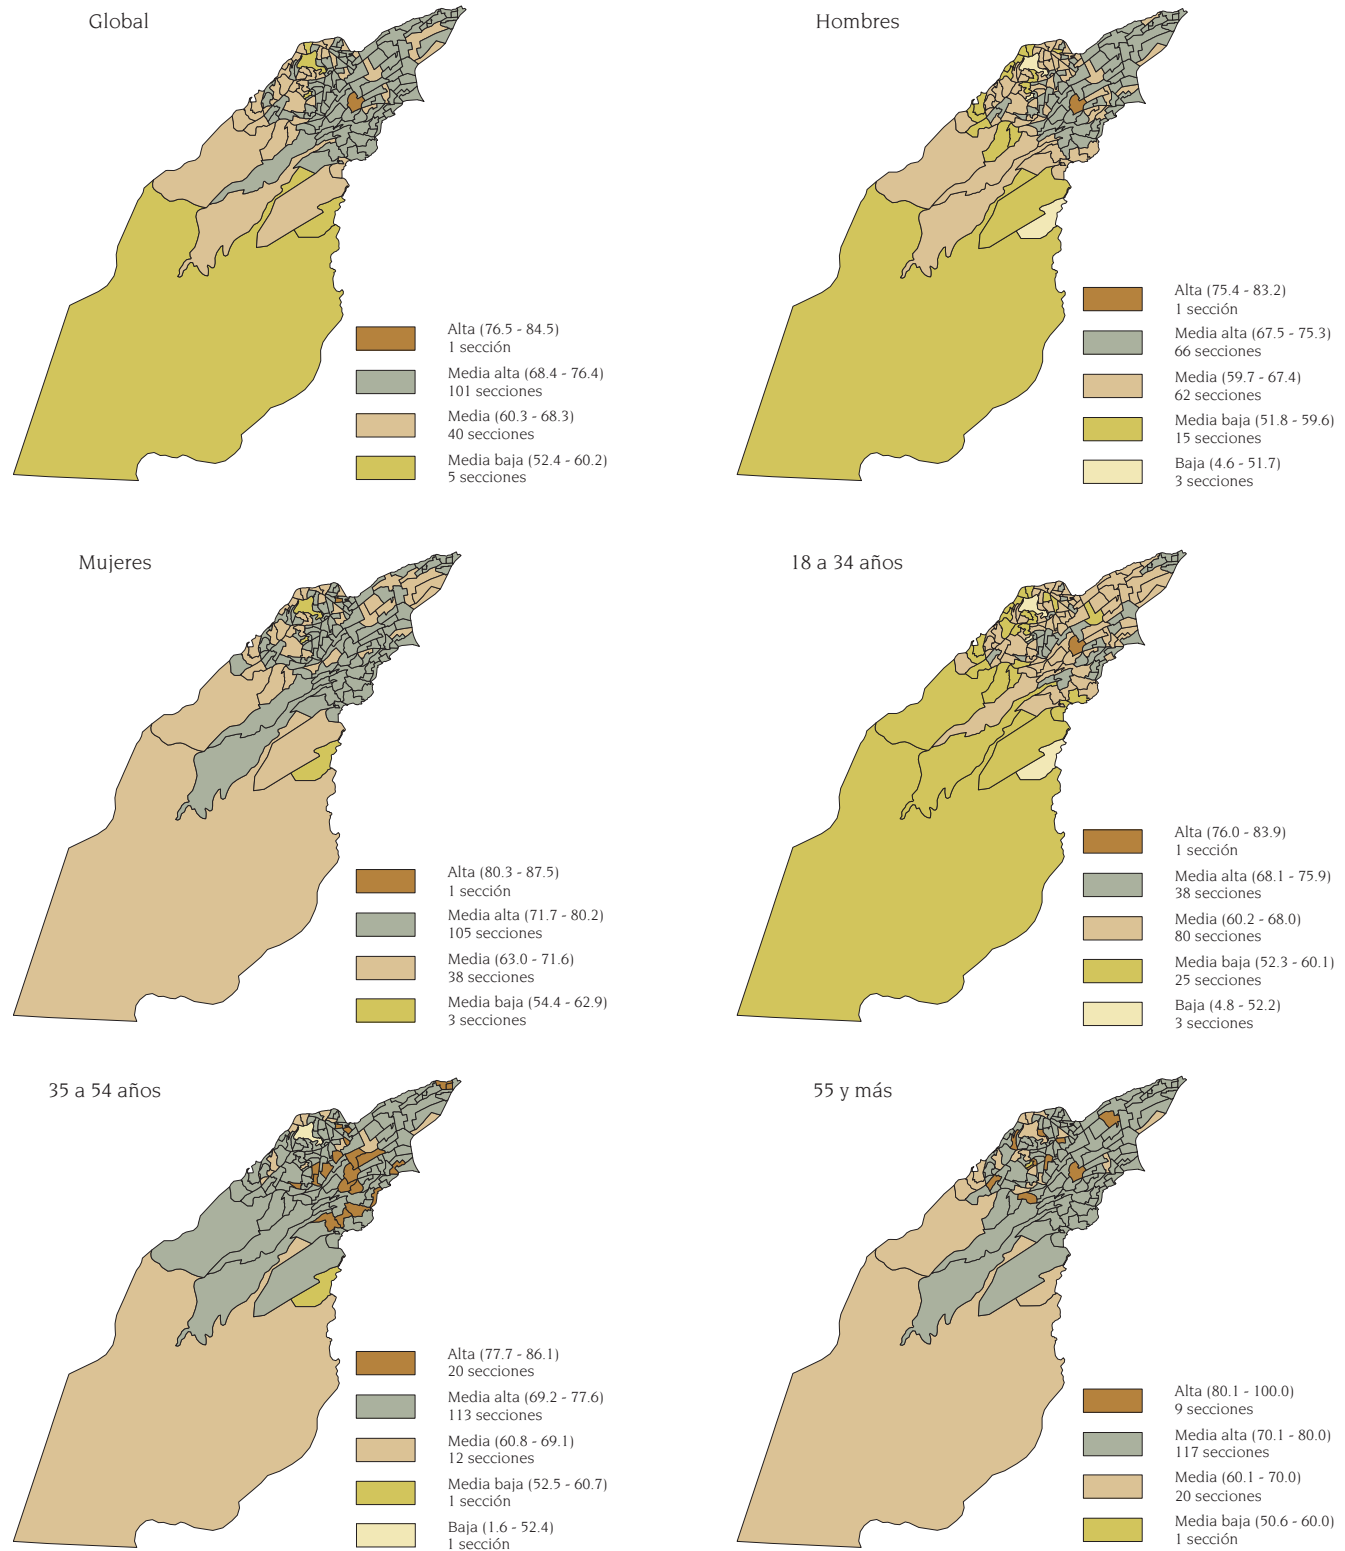 Global
Alta (76.5 - 84.5)
1 sección
Media alta (68.4 - 76.4)
101 secciones
Media (60.3 - 68.3)
40 secciones
Media baja (52.4 - 60.2)
5 secciones
Hombres
Alta (75.4 - 83.2)
1 sección
Media alta (67.5 - 75.3)
66 secciones
Media (59.7 - 67.4)
62 secciones
Media baja (51.8 - 59.6)
15 secciones
Baja (4.6 - 51.7)
3 secciones
Mujeres
Alta (80.3 - 87.5)
1 sección
Media alta (71.7 - 80.2)
105 secciones
Media (63.0 - 71.6)
38 secciones
Media baja (54.4 - 62.9)
3 secciones
18 a 34 años
Alta (76.0 - 83.9)
1 sección
Media alta (68.1 - 75.9)
38 secciones
Media (60.2 - 68.0)
80 secciones
Media baja (52.3 - 60.1)
25 secciones
Baja (4.8 - 52.2)
3 secciones
35 a 54 años
Alta (77.7 - 86.1)
20 secciones
Media alta (69.2 - 77.6)
113 secciones
Media (60.8 - 69.1)
12 secciones
Media baja (52.5 - 60.7)
1 sección
Baja (1.6 - 52.4)
1 sección
55 y más
Alta (80.1 - 100.0)
9 secciones
Media alta (70.1 - 80.0)
117 secciones
Media (60.1 - 70.0)
20 secciones
Media baja (50.6 - 60.0)
1 sección